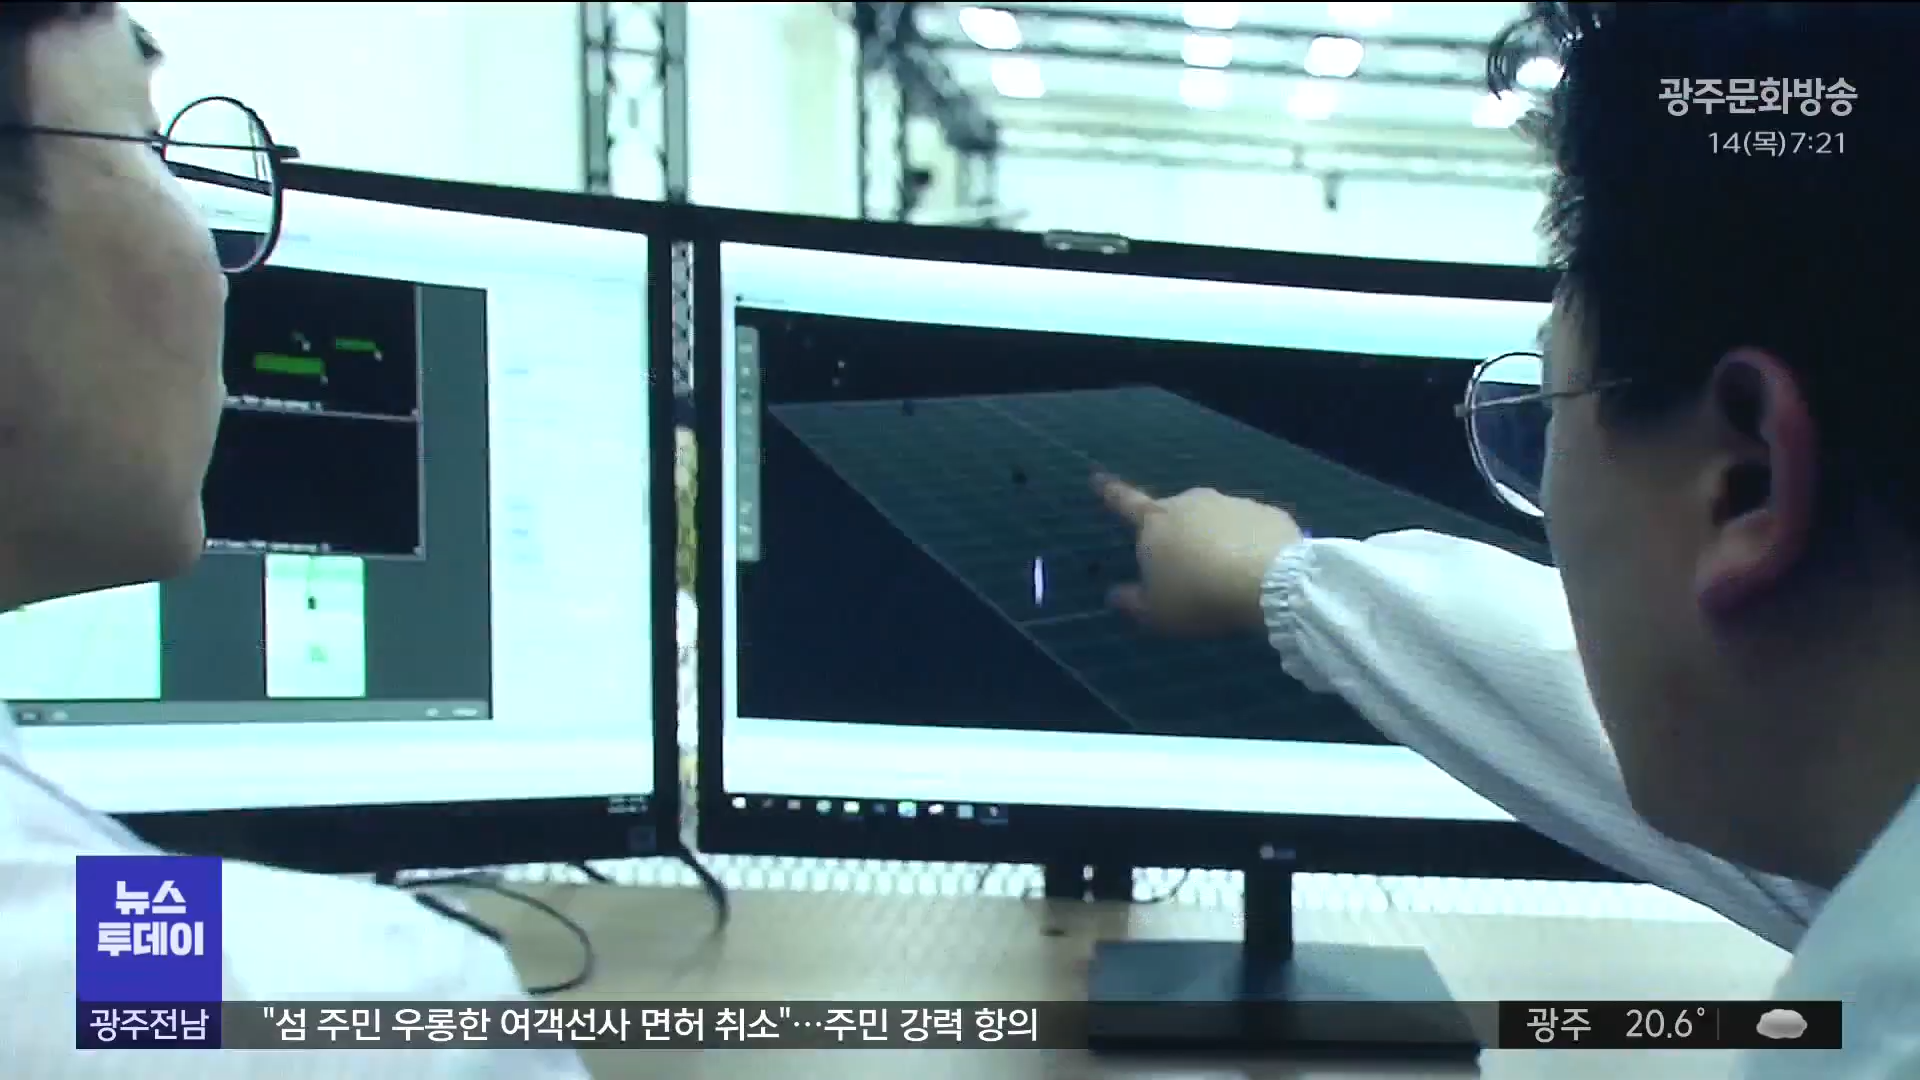 광주문화방송
14(목)7:21
뉴스
투데이
광주전남
"섬 주민 우롱한 여객선사 면허 취소"…주민 강력 항의
광주 20.6°